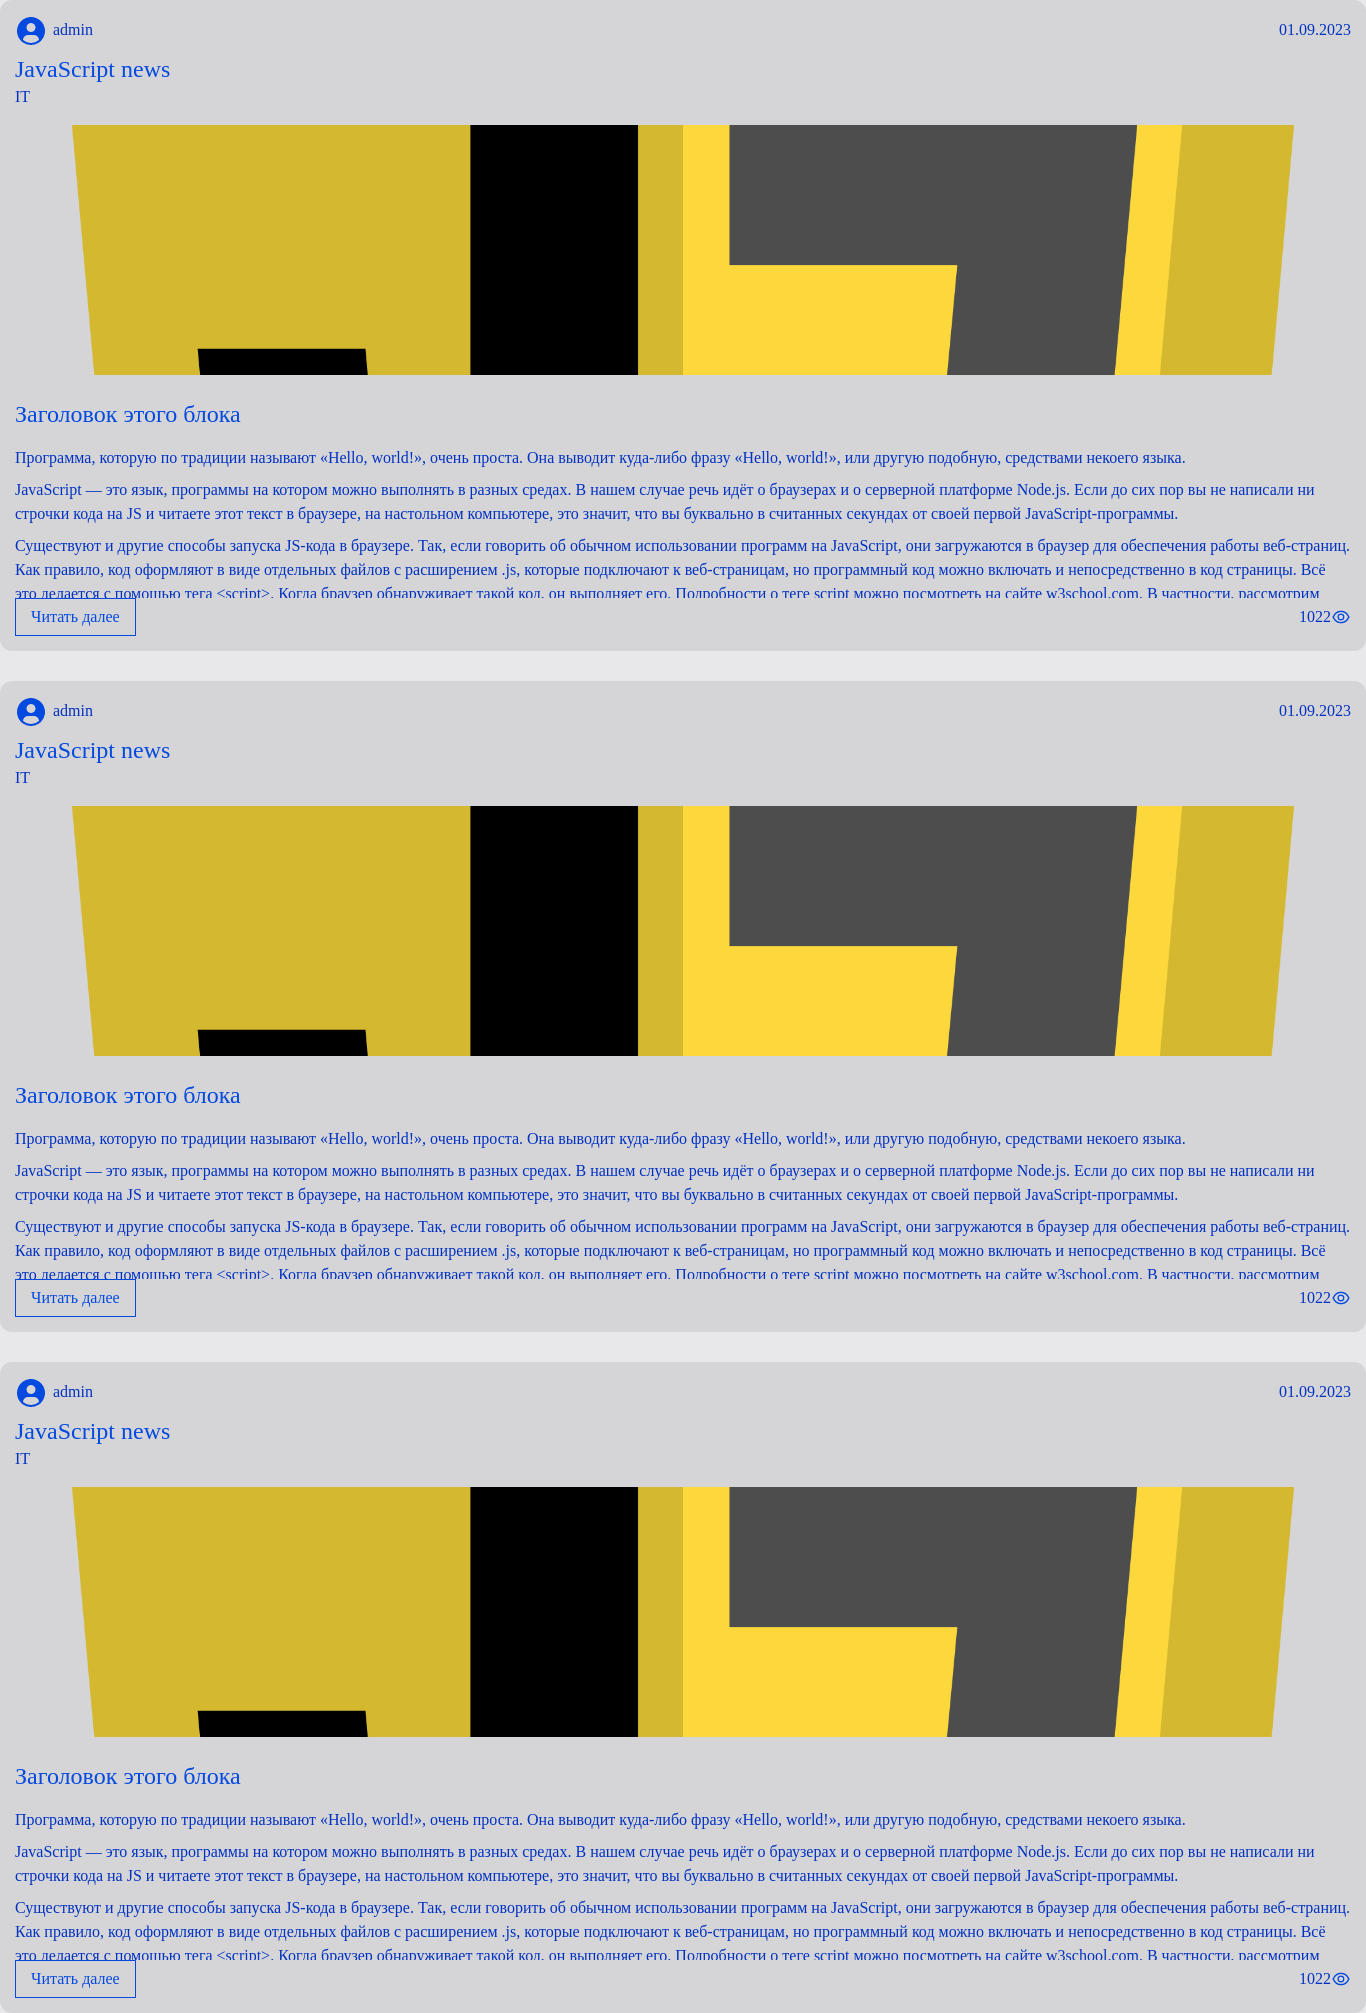 admin 01.09.2023
JavaScript news
IT
Заголовок этого блока
Программа, которую по традиции называют «Hello, world!», очень проста. Она выводит куда-либо фразу «Hello, world!», или другую подобную, средствами некоего языка.
JavaScript — это язык, программы на котором можно выполнять в разных средах. В нашем случае речь идёт о браузерах и о серверной платформе Node.js. Если до сих пор вы не написали ни
строчки кода на JS и читаете этот текст в браузере, на настольном компьютере, это значит, что вы буквально в считанных секундах от своей первой JavaScript-программы.
Существуют и другие способы запуска JS-кода в браузере. Так, если говорить об обычном использовании программ на JavaScript, они загружаются в браузер для обеспечения работы веб-страниц.
Как правило, код оформляют в виде отдельных файлов с расширением .js, которые подключают к веб-страницам, но программный код можно включать и непосредственно в код страницы. Всё
это делается с помощью тега <script>. Когда браузер обнаруживает такой код, он выполняет его. Подробности о теге script можно посмотреть на сайте w3school.com. В частности, рассмотрим
Читать далее 1022
admin 01.09.2023
JavaScript news
IT
Заголовок этого блока
Программа, которую по традиции называют «Hello, world!», очень проста. Она выводит куда-либо фразу «Hello, world!», или другую подобную, средствами некоего языка.
JavaScript — это язык, программы на котором можно выполнять в разных средах. В нашем случае речь идёт о браузерах и о серверной платформе Node.js. Если до сих пор вы не написали ни
строчки кода на JS и читаете этот текст в браузере, на настольном компьютере, это значит, что вы буквально в считанных секундах от своей первой JavaScript-программы.
Существуют и другие способы запуска JS-кода в браузере. Так, если говорить об обычном использовании программ на JavaScript, они загружаются в браузер для обеспечения работы веб-страниц.
Как правило, код оформляют в виде отдельных файлов с расширением .js, которые подключают к веб-страницам, но программный код можно включать и непосредственно в код страницы. Всё
это делается с помощью тега <script>. Когда браузер обнаруживает такой код, он выполняет его. Подробности о теге script можно посмотреть на сайте w3school.com. В частности, рассмотрим
Читать далее 1022
admin 01.09.2023
JavaScript news
IT
Заголовок этого блока
Программа, которую по традиции называют «Hello, world!», очень проста. Она выводит куда-либо фразу «Hello, world!», или другую подобную, средствами некоего языка.
JavaScript — это язык, программы на котором можно выполнять в разных средах. В нашем случае речь идёт о браузерах и о серверной платформе Node.js. Если до сих пор вы не написали ни
строчки кода на JS и читаете этот текст в браузере, на настольном компьютере, это значит, что вы буквально в считанных секундах от своей первой JavaScript-программы.
Существуют и другие способы запуска JS-кода в браузере. Так, если говорить об обычном использовании программ на JavaScript, они загружаются в браузер для обеспечения работы веб-страниц.
Как правило, код оформляют в виде отдельных файлов с расширением .js, которые подключают к веб-страницам, но программный код можно включать и непосредственно в код страницы. Всё
это делается с помощью тега <script>. Когда браузер обнаруживает такой код, он выполняет его. Подробности о теге script можно посмотреть на сайте w3school.com. В частности, рассмотрим
Читать далее 1022